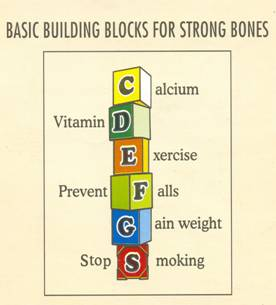 BASIC BUILDING BLOCKS FOR STRONG BONES
Calcium
Vitamin D
Exercise
Prevent Falls
Gain weight
Stop Smoking